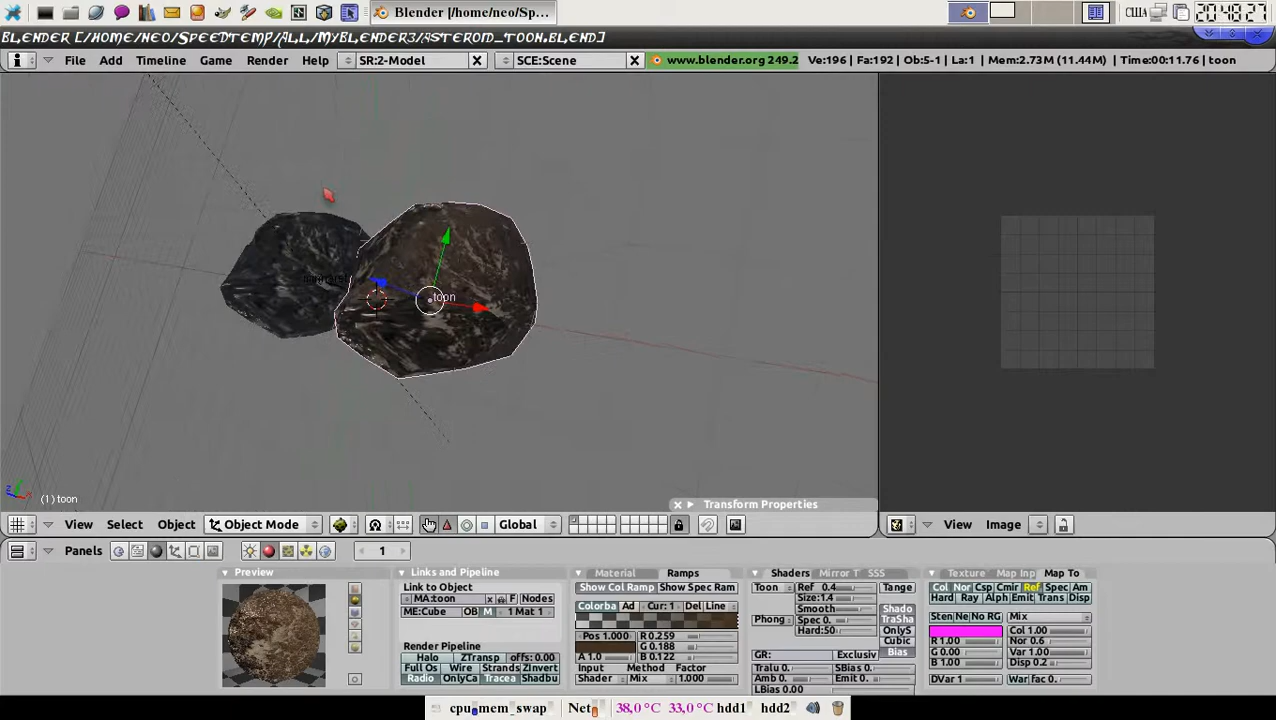 Blender [/home/neo/Sp...
США
20:48:27
BLENDER [/HOME/NEO/SPEEDTEMP/ALL/MYBLENDER3/ASTEROID_TOON.BLEND]
File Add Timeline Game Render Help SR:2-Model SCE:Scene www.blender.org 249.2 Ve:196 | Fa:192 | Ob:5-1 | La:1 | Mem:2.73M (11.44M) | Time:00:11.76 | toon
toon
(1) toon
Transform Properties
View Select Object Object Mode Global
View Image
Panels 1
Preview
Links and Pipeline
Link to Object
MA:toon F Nodes
ME:Cube OB M 1 Mat 1
Render Pipeline
Halo ZTransp offs: 0.00
Full Os Wire Strands ZInvert
Radio OnlyCa Tracea Shadbu
Material Ramps
Show Col Ramp Show Spec Ram
Colorba Ad Cur: 1 Del Line
Pos 1.000 R 0.259
G 0.188
A 1.0 B 0.122
Input Method Factor
Shader Mix 1.000
Shaders Mirror T SSS
Toon Ref 0.4 Tange
Size:1.4
Smooth Shado
Phong Spec 0. TraSha
Hard:50 OnlyS
Cubic
GR: Exclusiv Bias
Tralu 0. SBias 0.
Amb 0. Emit 0.
LBias 0.00
Texture Map Inp Map To
Col Nor Csp Cmir Ref Spec Am
Hard Ray Alph Emit Trans Disp
Sten Ne No RG Mix
Col 1.00
R 1.00 Nor 0.6
G 0.00 Var 1.00
B 1.00 Disp 0.2
DVar 1 War fac 0.
cpu mem swap Net 38,0 °C 33,0 °C hdd1 hdd2